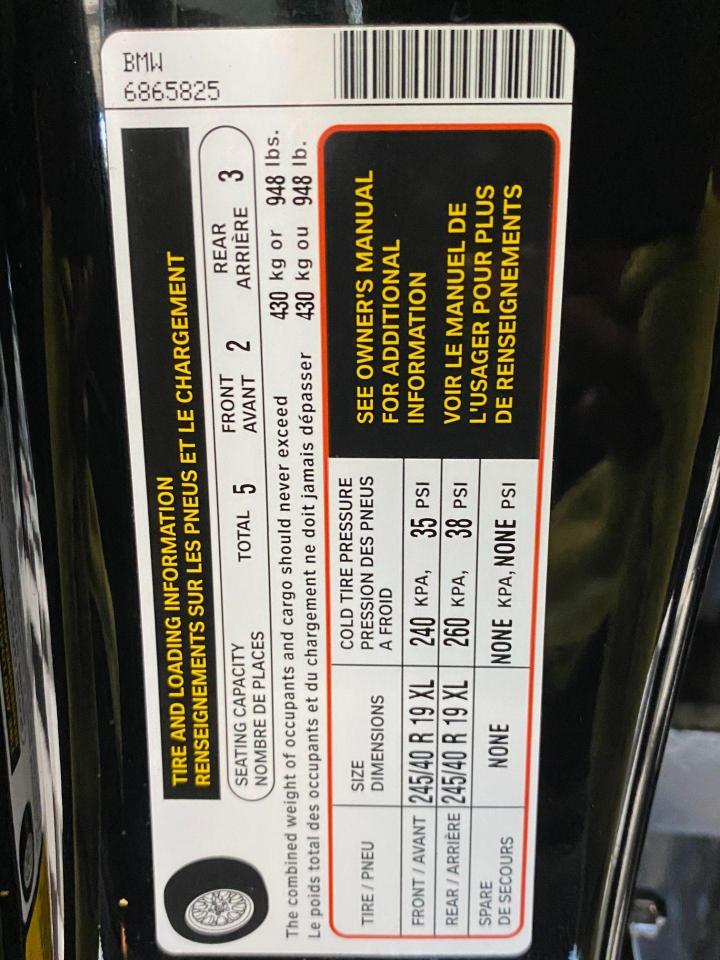 BMW
6865825
TIRE AND LOADING INFORMATION
RENSEIGNEMENTS SUR LES PNEUS ET LE CHARGEMENT
SEATING CAPACITY
NOMBRE DE PLACES
TOTAL 5
FRONT
AVANT 2
REAR
ARRIÈRE 3
The combined weight of occupants and cargo should never exceed 430 kg or 948 lbs.
Le poids total des occupants et du chargement ne doit jamais dépasser 430 kg ou 948 lb.
TIRE / PNEU
SIZE
DIMENSIONS
COLD TIRE PRESSURE
PRESSION DES PNEUS
A FROID
FRONT / AVANT 245/40 R 19 XL 240 KPA, 35 PSI
REAR / ARRIÈRE 245/40 R 19 XL 260 KPA, 38 PSI
SPARE
DE SECOURS
NONE NONE KPA, NONE PSI
SEE OWNER'S MANUAL
FOR ADDITIONAL
INFORMATION
VOIR LE MANUEL DE
L'USAGER POUR PLUS
DE RENSEIGNEMENTS